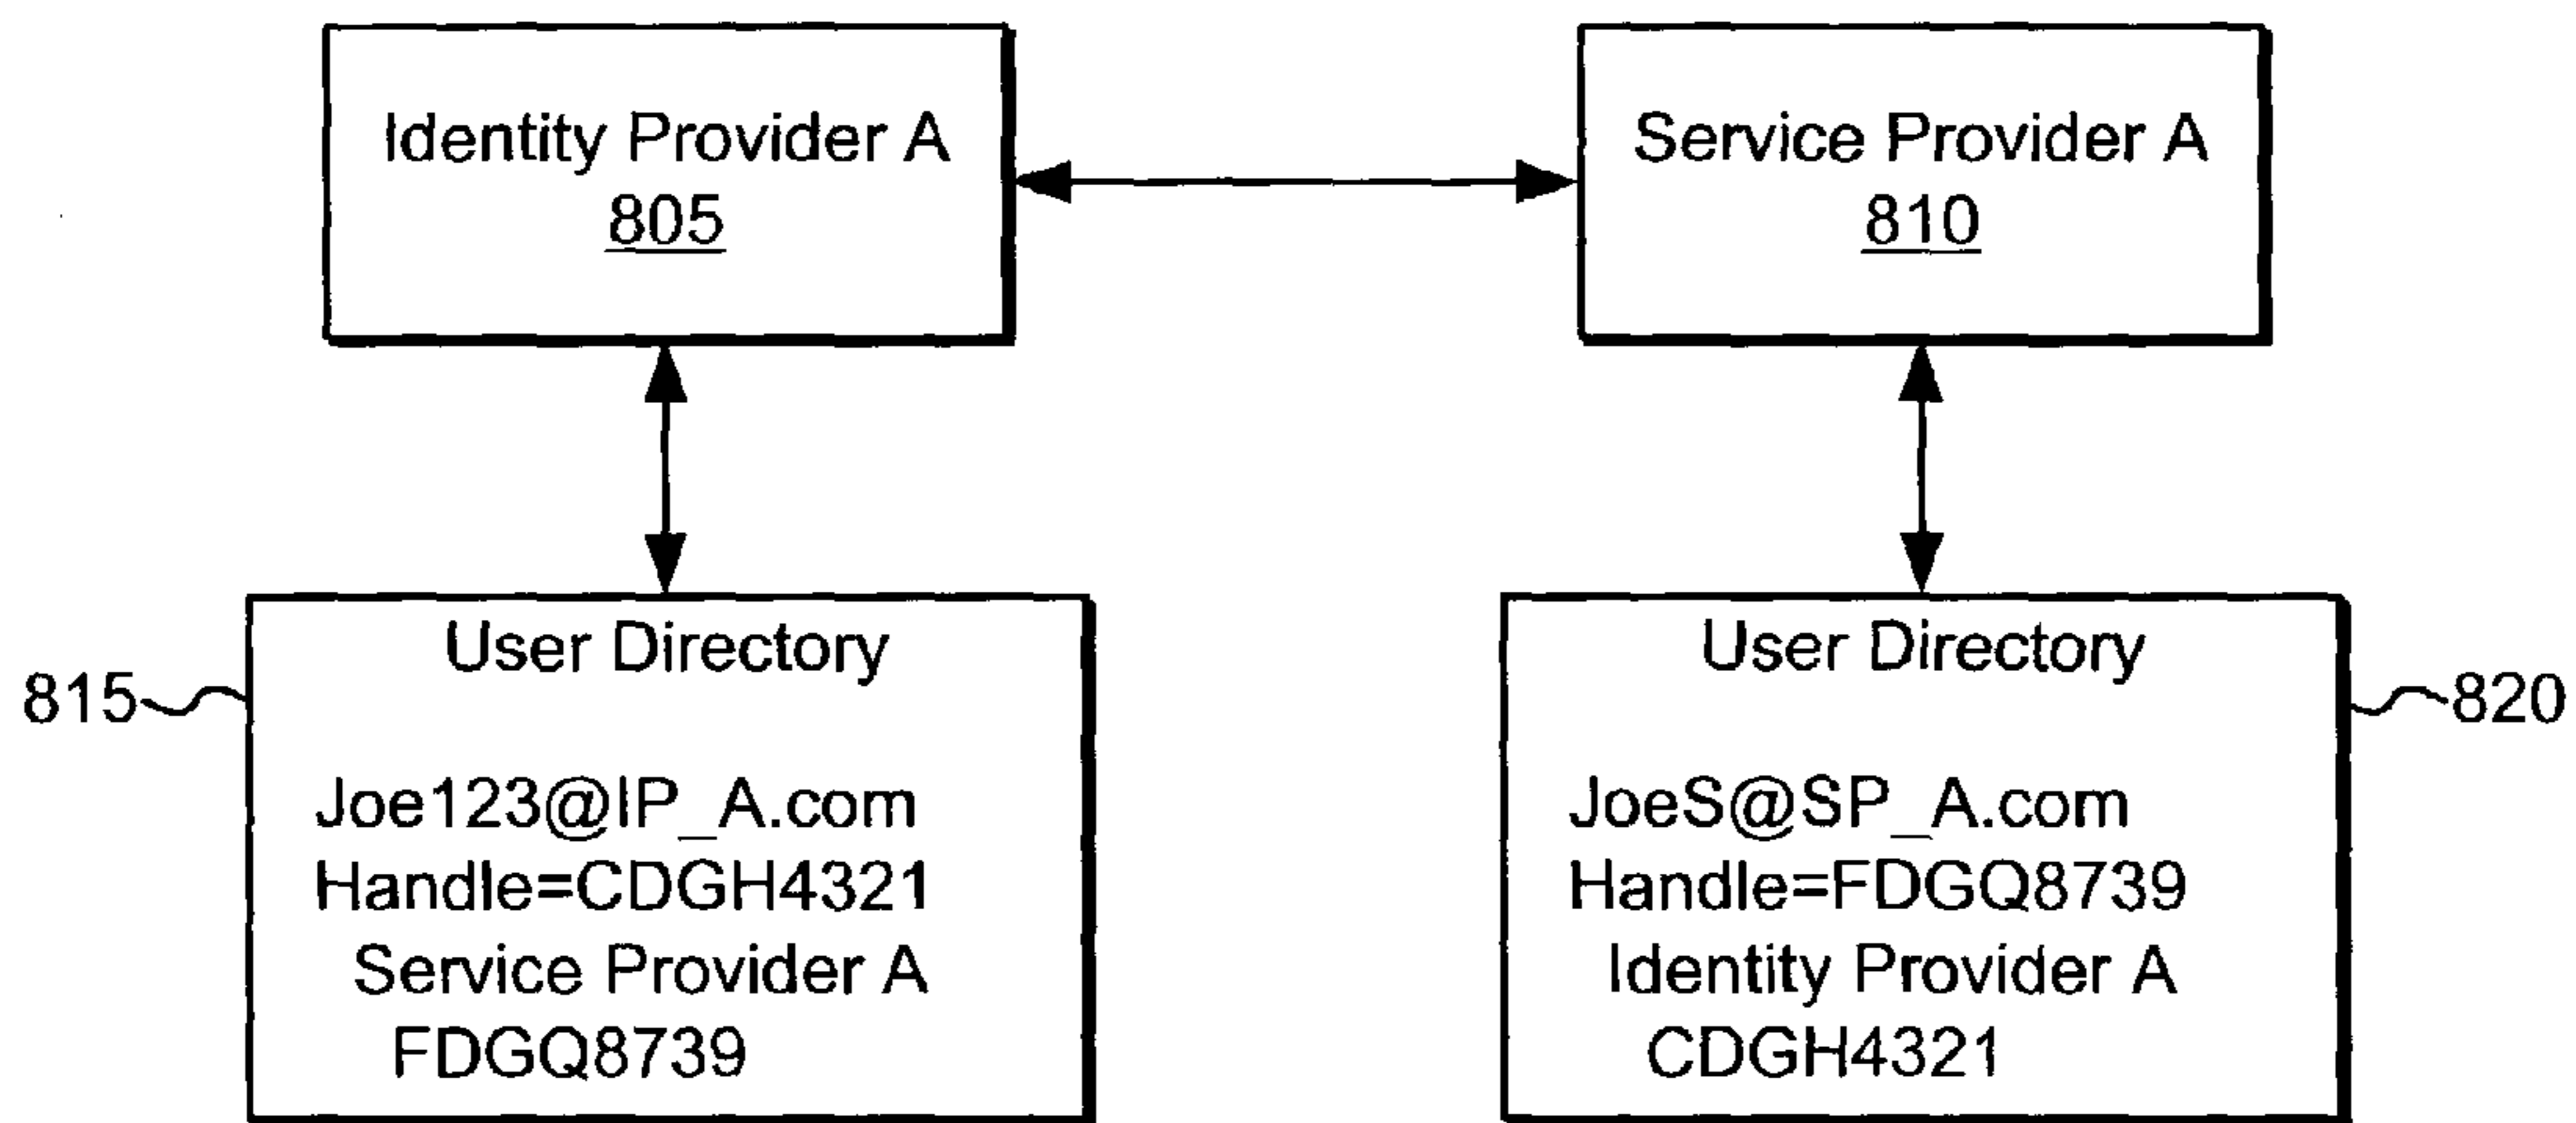 Identity Provider A
805
Service Provider A
810
815
User Directory
Joe123@IP_A.com
Handle=CDGH4321
Service Provider A
FDGQ8739
User Directory
JoeS@SP_A.com
Handle=FDGQ8739
Identity Provider A
CDGH4321
820